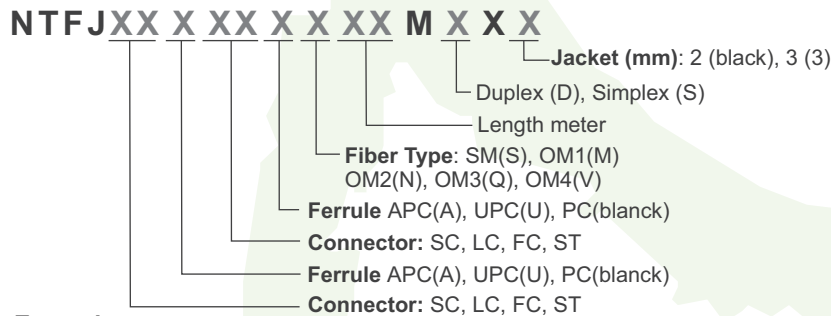 NTFJXX X XX X X XX M X X X
Jacket (mm): 2 (black), 3 (3)
Duplex (D), Simplex (S)
Length meter
Fiber Type: SM(S), OM1(M)
OM2(N), OM3(Q), OM4(V)
Ferrule APC(A), UPC(U), PC(blanck)
Connector: SC, LC, FC, ST
Ferrule APC(A), UPC(U), PC(blanck)
Connector: SC, LC, FC, ST